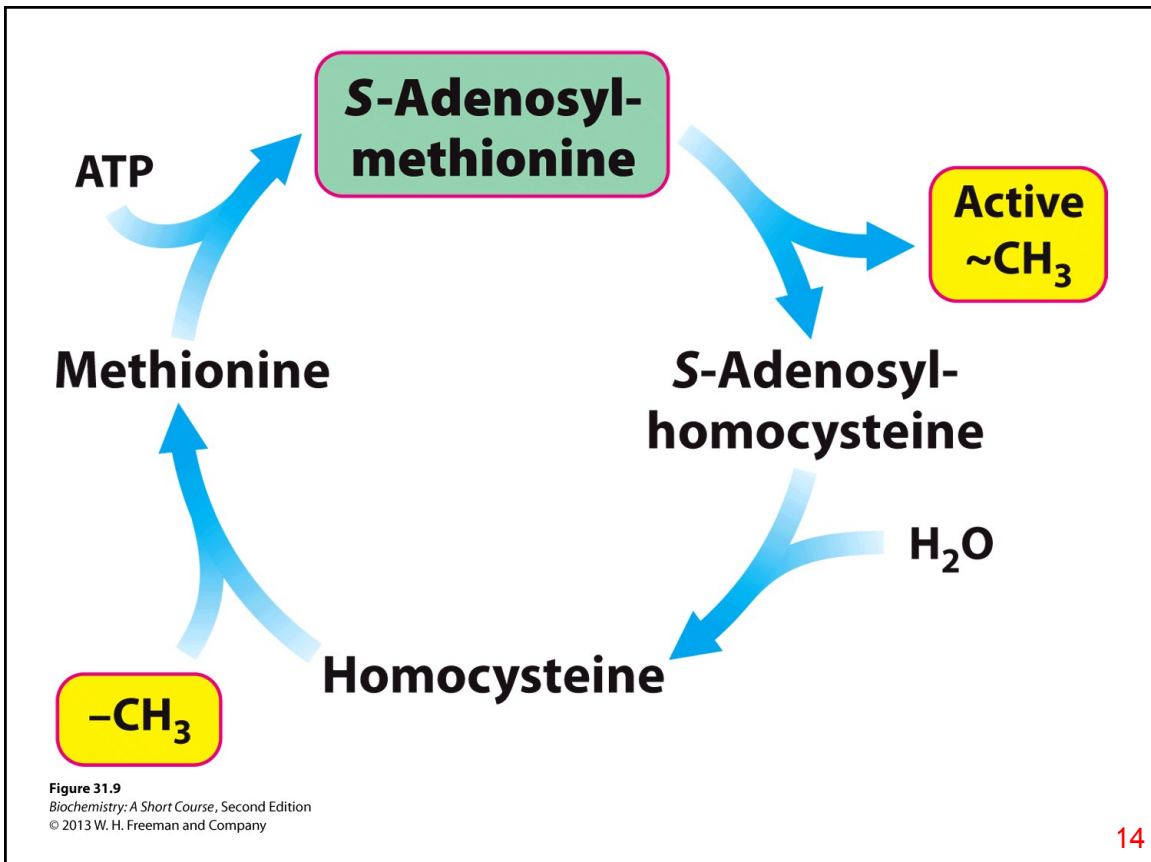 S-Adenosyl-
methionine
ATP
Active
~CH₃
Methionine
S-Adenosyl-
homocysteine
H₂O
Homocysteine
–CH₃
Figure 31.9
Biochemistry: A Short Course, Second Edition
© 2013 W. H. Freeman and Company
14